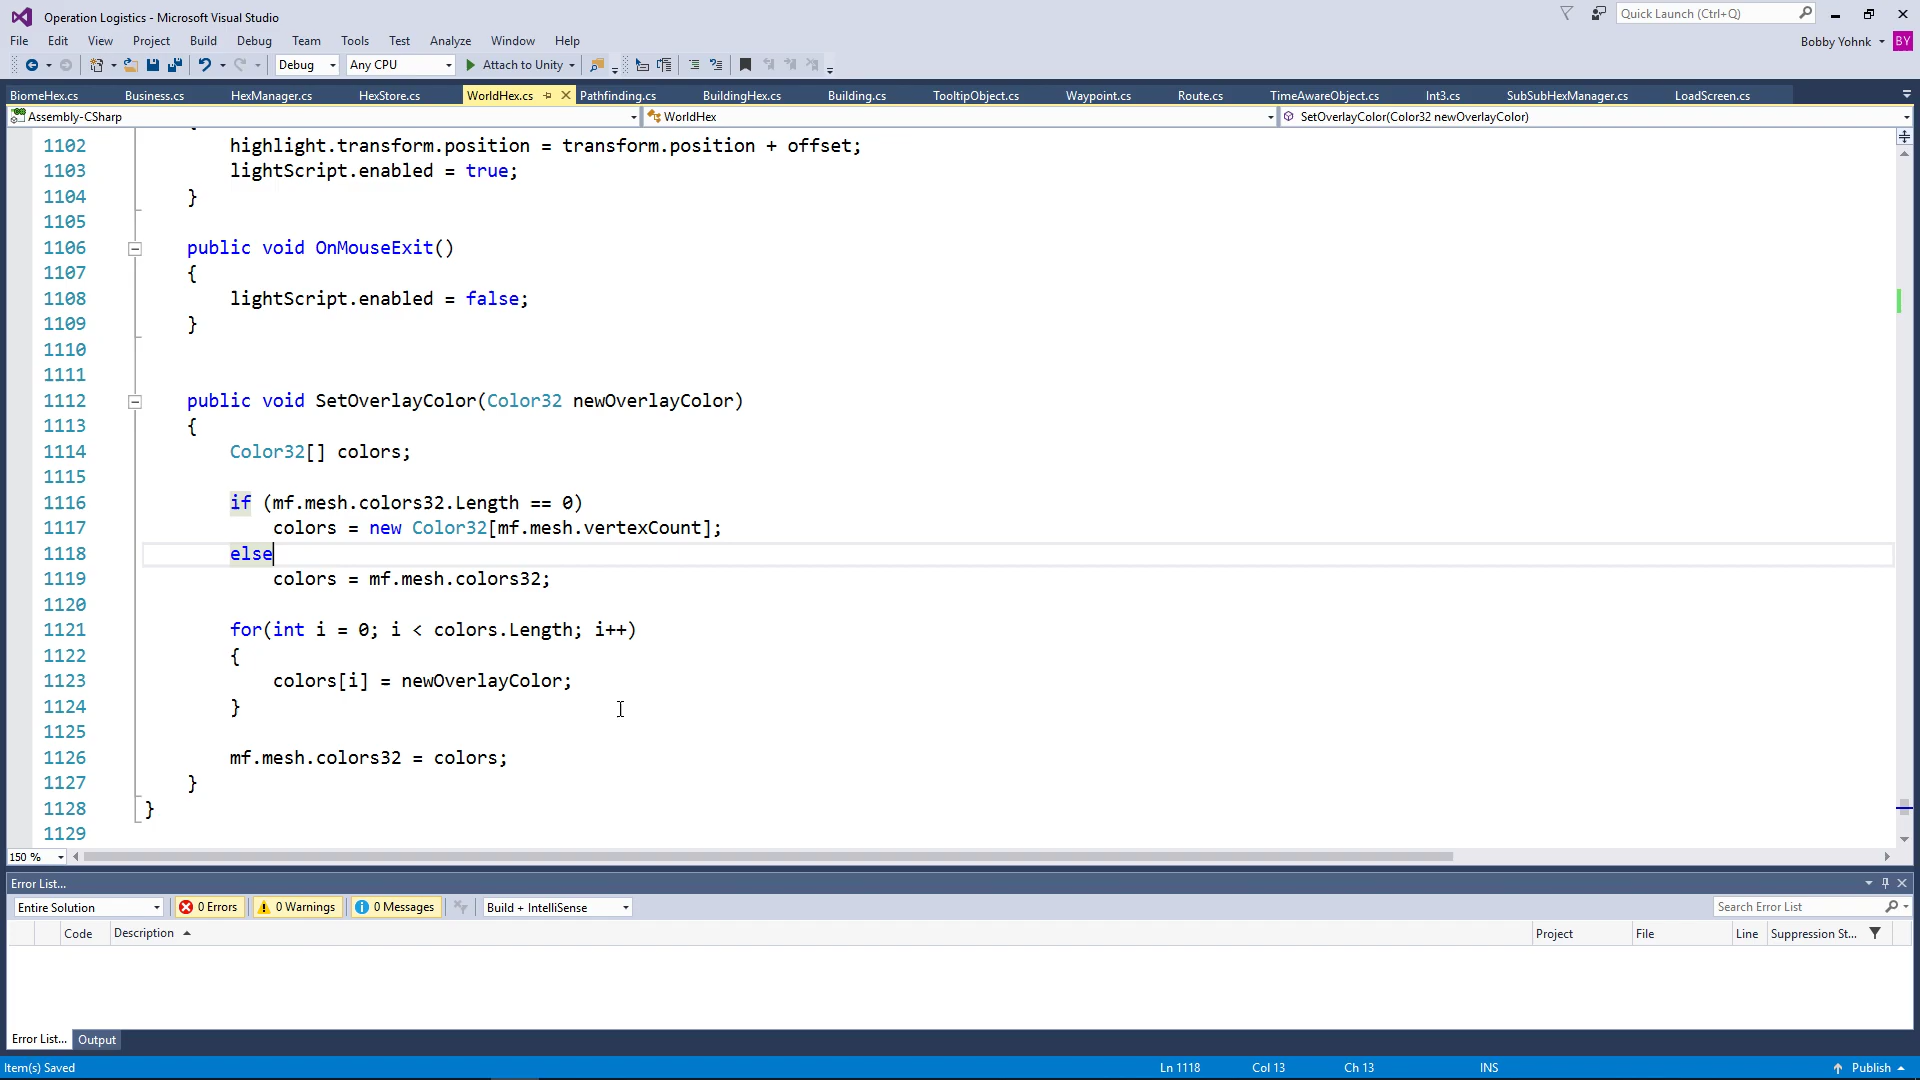 Operation Logistics - Microsoft Visual Studio
Quick Launch (Ctrl+Q)
File Edit View Project Build Debug Team Tools Test Analyze Window Help
Bobby Yohnk BY
Debug Any CPU Attach to Unity
BiomeHex.cs Business.cs HexManager.cs HexStore.cs WorldHex.cs Pathfinding.cs BuildingHex.cs Building.cs TooltipObject.cs Waypoint.cs Route.cs TimeAwareObject.cs Int3.cs SubSubHexManager.cs LoadScreen.cs
Assembly-CSharp WorldHex SetOverlayColor(Color32 newOverlayColor)
1102 highlight.transform.position = transform.position + offset;
1103 lightScript.enabled = true;
1104 }
1105
1106 public void OnMouseExit()
1107 {
1108 lightScript.enabled = false;
1109 }
1110
1111
1112 public void SetOverlayColor(Color32 newOverlayColor)
1113 {
1114 Color32[] colors;
1115
1116 if (mf.mesh.colors32.Length == 0)
1117 colors = new Color32[mf.mesh.vertexCount];
1118 else
1119 colors = mf.mesh.colors32;
1120
1121 for(int i = 0; i < colors.Length; i++)
1122 {
1123 colors[i] = newOverlayColor;
1124 }
1125
1126 mf.mesh.colors32 = colors;
1127 }
1128 }
1129
150 %
Error List...
Entire Solution 0 Errors 0 Warnings 0 Messages Build + IntelliSense Search Error List
Code Description Project File Line Suppression St...
Error List... Output
Item(s) Saved Ln 1118 Col 13 Ch 13 INS Publish